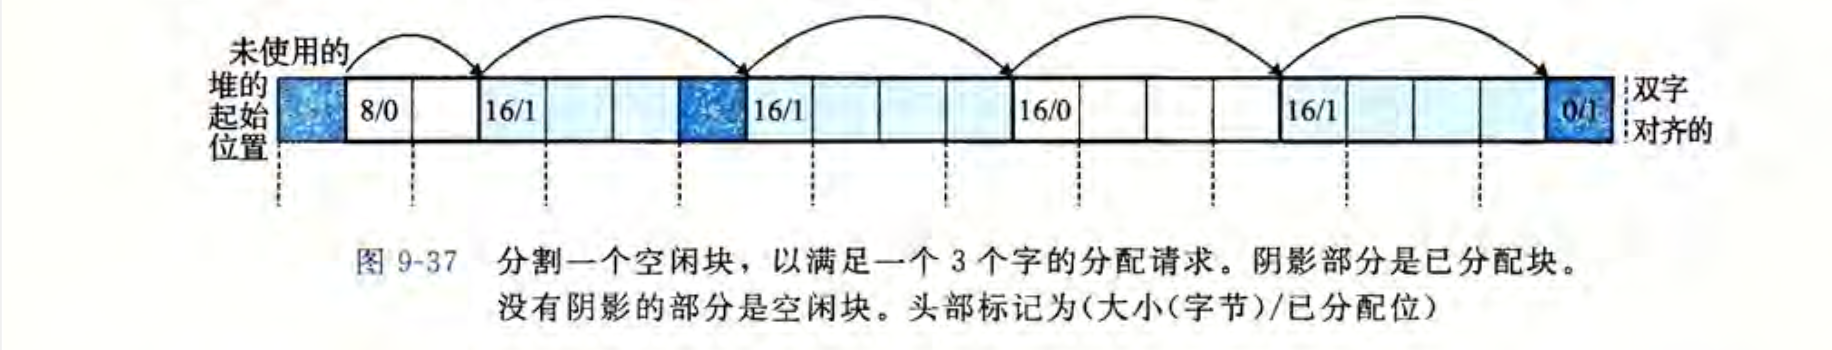 未使用的
堆的
起始
位置
8/0
16/1
16/1
16/0
16/1
0/1
双字
对齐的
图 9-37 分割一个空闲块，以满足一个 3 个字的分配请求。阴影部分是已分配块。
没有阴影的部分是空闲块。头部标记为(大小(字节)/已分配位)